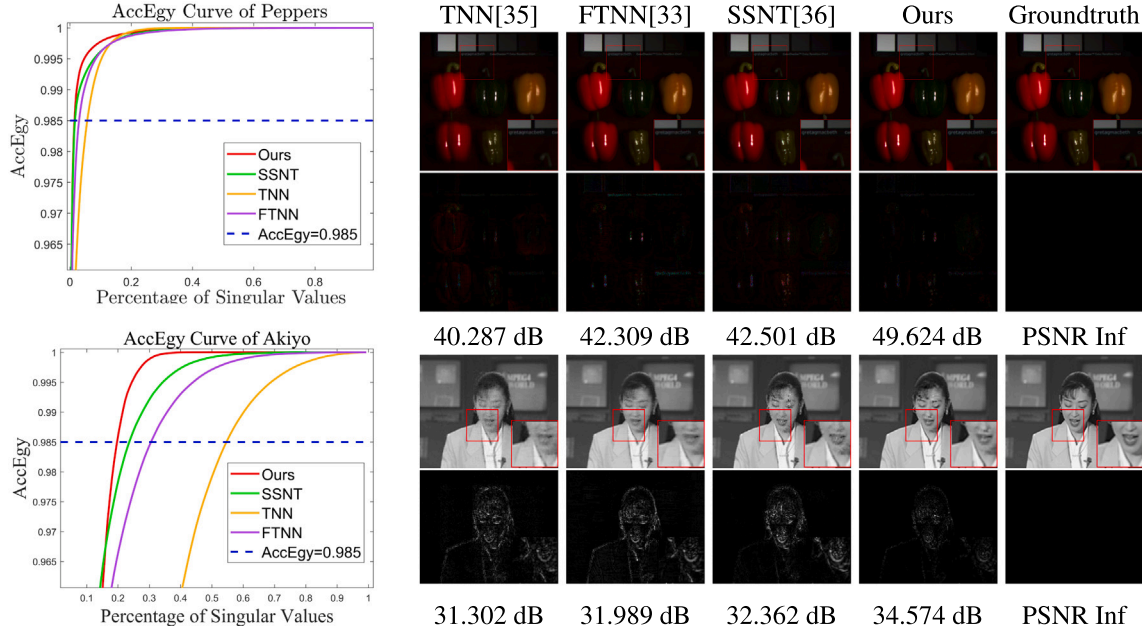 AccEgy Curve of Peppers
1
0.995
0.99
0.985
0.98
0.975
0.97
0.965
AccEgy
Ours
SSNT
TNN
FTNN
AccEgy=0.985
0
0.2
0.4
0.6
0.8
Percentage of Singular Values
TNN[35]
FTNN[33]
SSNT[36]
Ours
Groundtruth
40.287 dB
42.309 dB
42.501 dB
49.624 dB
PSNR Inf
AccEgy Curve of Akiyo
1
0.995
0.99
0.985
0.98
0.975
0.97
0.965
AccEgy
Ours
SSNT
TNN
FTNN
AccEgy=0.985
0.1
0.2
0.3
0.4
0.5
0.6
0.7
0.8
0.9
1
Percentage of Singular Values
MPEG4
WORLD
31.302 dB
31.989 dB
32.362 dB
34.574 dB
PSNR Inf